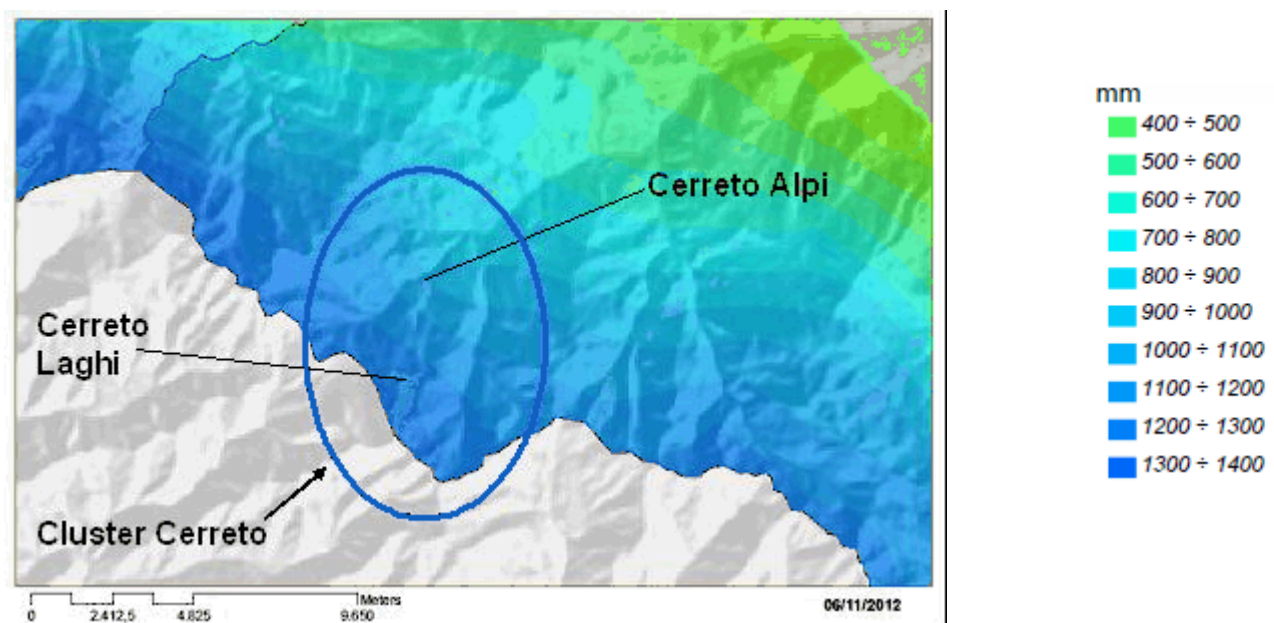 Cerreto Alpi
Cerreto
Laghi
Cluster Cerreto
Meters
0 2.412,5 4.825 9.650
06/11/2012
mm
400 ÷ 500
500 ÷ 600
600 ÷ 700
700 ÷ 800
800 ÷ 900
900 ÷ 1000
1000 ÷ 1100
1100 ÷ 1200
1200 ÷ 1300
1300 ÷ 1400